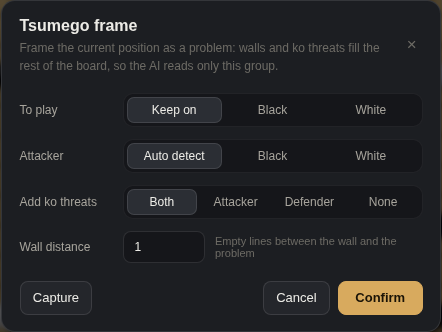 Tsumego frame
Frame the current position as a problem: walls and ko threats fill the
rest of the board, so the AI reads only this group.
×
To play
Keep on
Black
White
Attacker
Auto detect
Black
White
Add ko threats
Both
Attacker
Defender
None
Wall distance
1
Empty lines between the wall and the
problem
Capture
Cancel
Confirm